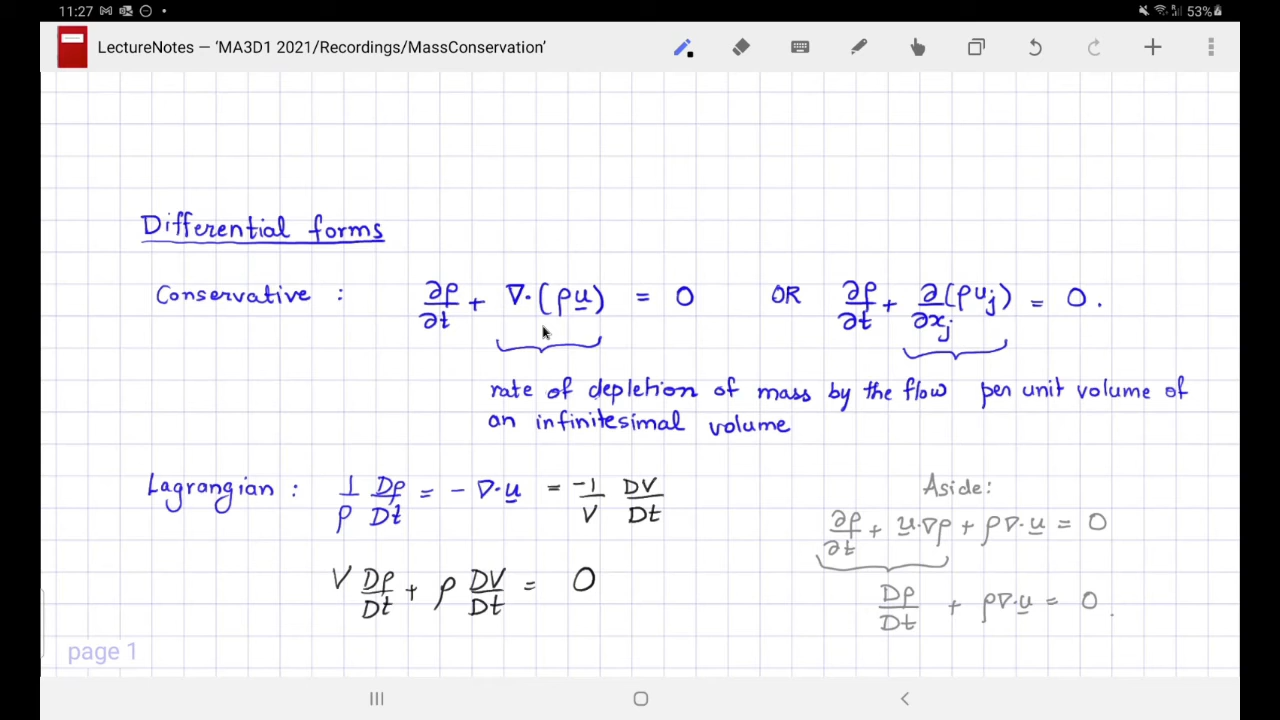 11:27
53%
LectureNotes – ‘MA3D1 2021/Recordings/MassConservation’
Differential forms
Conservative : ∂ρ/∂t + ∇·(ρu̲) = 0 OR ∂ρ/∂t + ∂/∂xⱼ(ρuⱼ) = 0.
rate of depletion of mass by the flow per unit volume of
an infinitesimal volume
Lagrangian : 1/ρ Dρ/Dt = - ∇·u̲ = -1/V DV/Dt
V Dρ/Dt + ρ DV/Dt = 0
Aside:
∂ρ/∂t + u̲·∇ρ + ρ∇·u̲ = 0
Dρ/Dt + ρ∇·u̲ = 0.
page 1